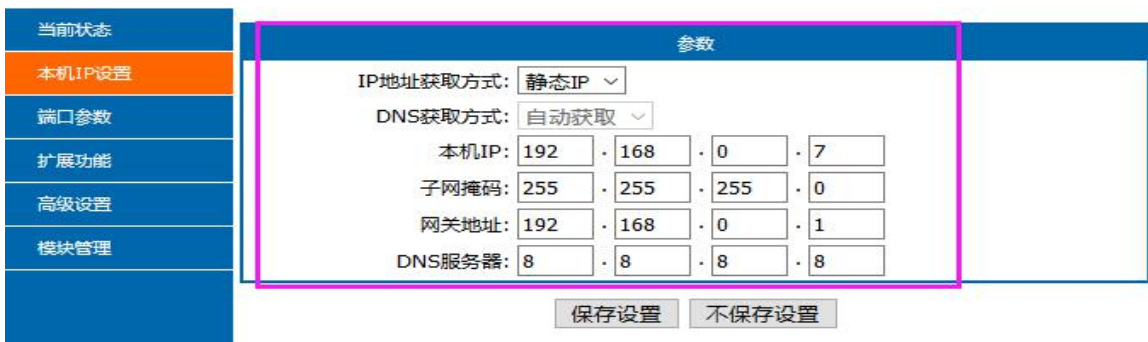 当前状态
本机IP设置
端口参数
扩展功能
高级设置
模块管理
参数
IP地址获取方式: 静态IP
DNS获取方式: 自动获取
本机IP: 192 . 168 . 0 . 7
子网掩码: 255 . 255 . 255 . 0
网关地址: 192 . 168 . 0 . 1
DNS服务器: 8 . 8 . 8 . 8
保存设置 不保存设置